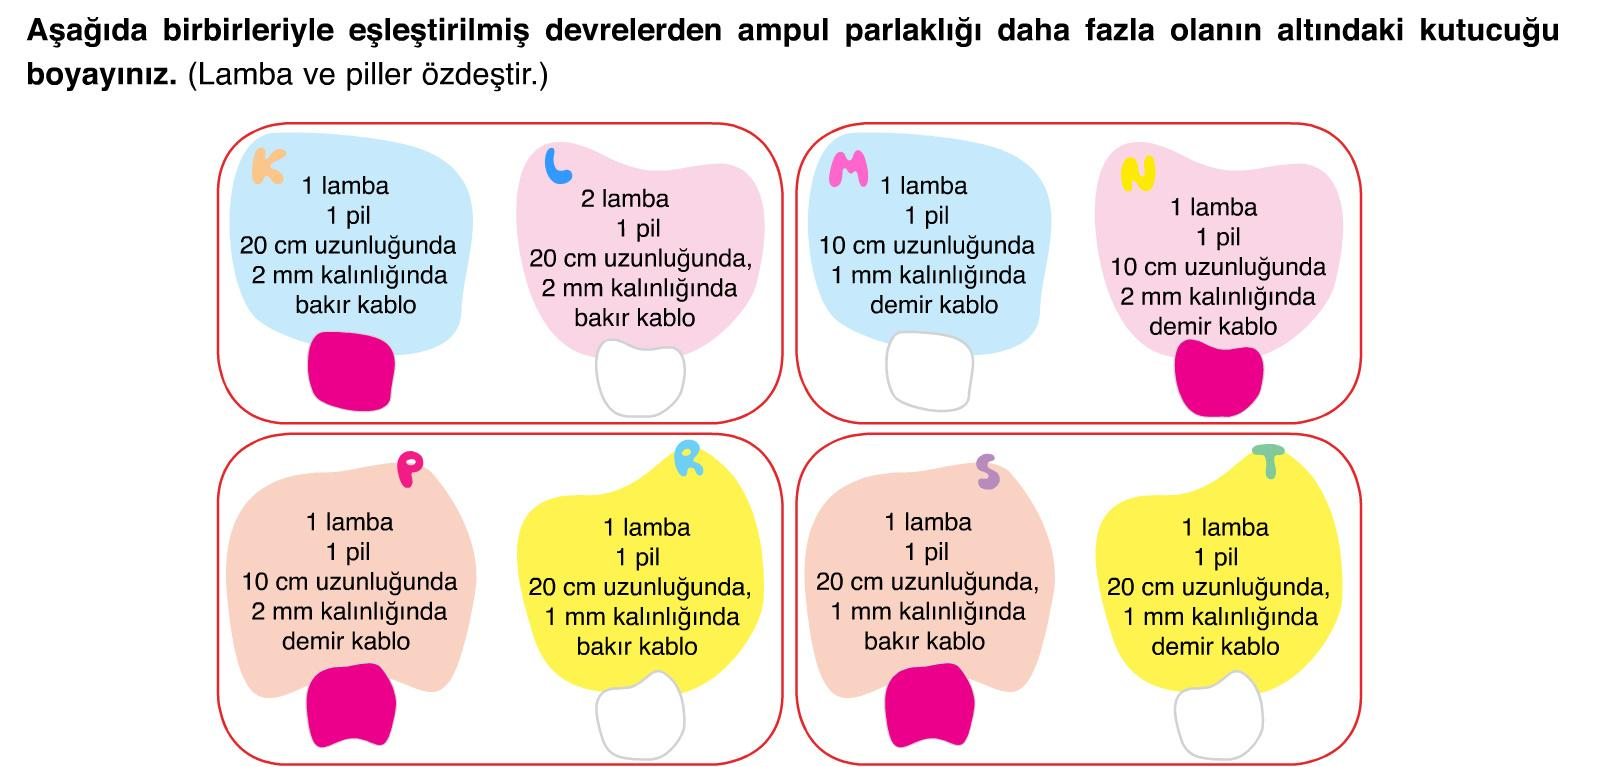 Aşağıda birbirleriyle eşleştirilmiş devrelerden ampul parlaklığı daha fazla olanın altındaki kutucuğu
boyayınız. (Lamba ve piller özdeştir.)
K
1 lamba
1 pil
20 cm uzunluğunda
2 mm kalınlığında
bakır kablo
L
2 lamba
1 pil
20 cm uzunluğunda,
2 mm kalınlığında
bakır kablo
M
1 lamba
1 pil
10 cm uzunluğunda
1 mm kalınlığında
demir kablo
N
1 lamba
1 pil
10 cm uzunluğunda
2 mm kalınlığında
demir kablo
P
1 lamba
1 pil
10 cm uzunluğunda
2 mm kalınlığında
demir kablo
R
1 lamba
1 pil
20 cm uzunluğunda,
1 mm kalınlığında
bakır kablo
S
1 lamba
1 pil
20 cm uzunluğunda,
1 mm kalınlığında
bakır kablo
T
1 lamba
1 pil
20 cm uzunluğunda,
1 mm kalınlığında
demir kablo